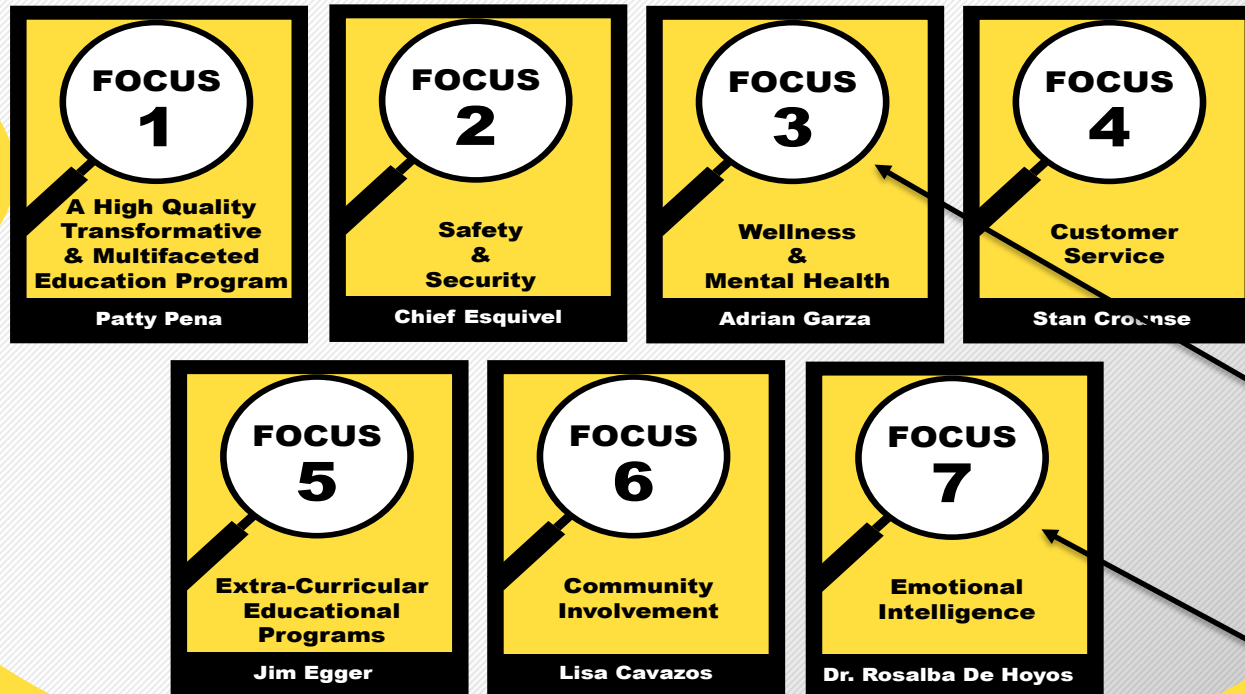 FOCUS
1
A High Quality
Transformative
& Multifaceted
Education Program
Patty Pena
FOCUS
2
Safety
&
Security
Chief Esquivel
FOCUS
3
Wellness
&
Mental Health
Adrian Garza
FOCUS
4
Customer
Service
Stan Crounse
FOCUS
5
Extra-Curricular
Educational
Programs
Jim Egger
FOCUS
6
Community
Involvement
Lisa Cavazos
FOCUS
7
Emotional
Intelligence
Dr. Rosalba De Hoyos